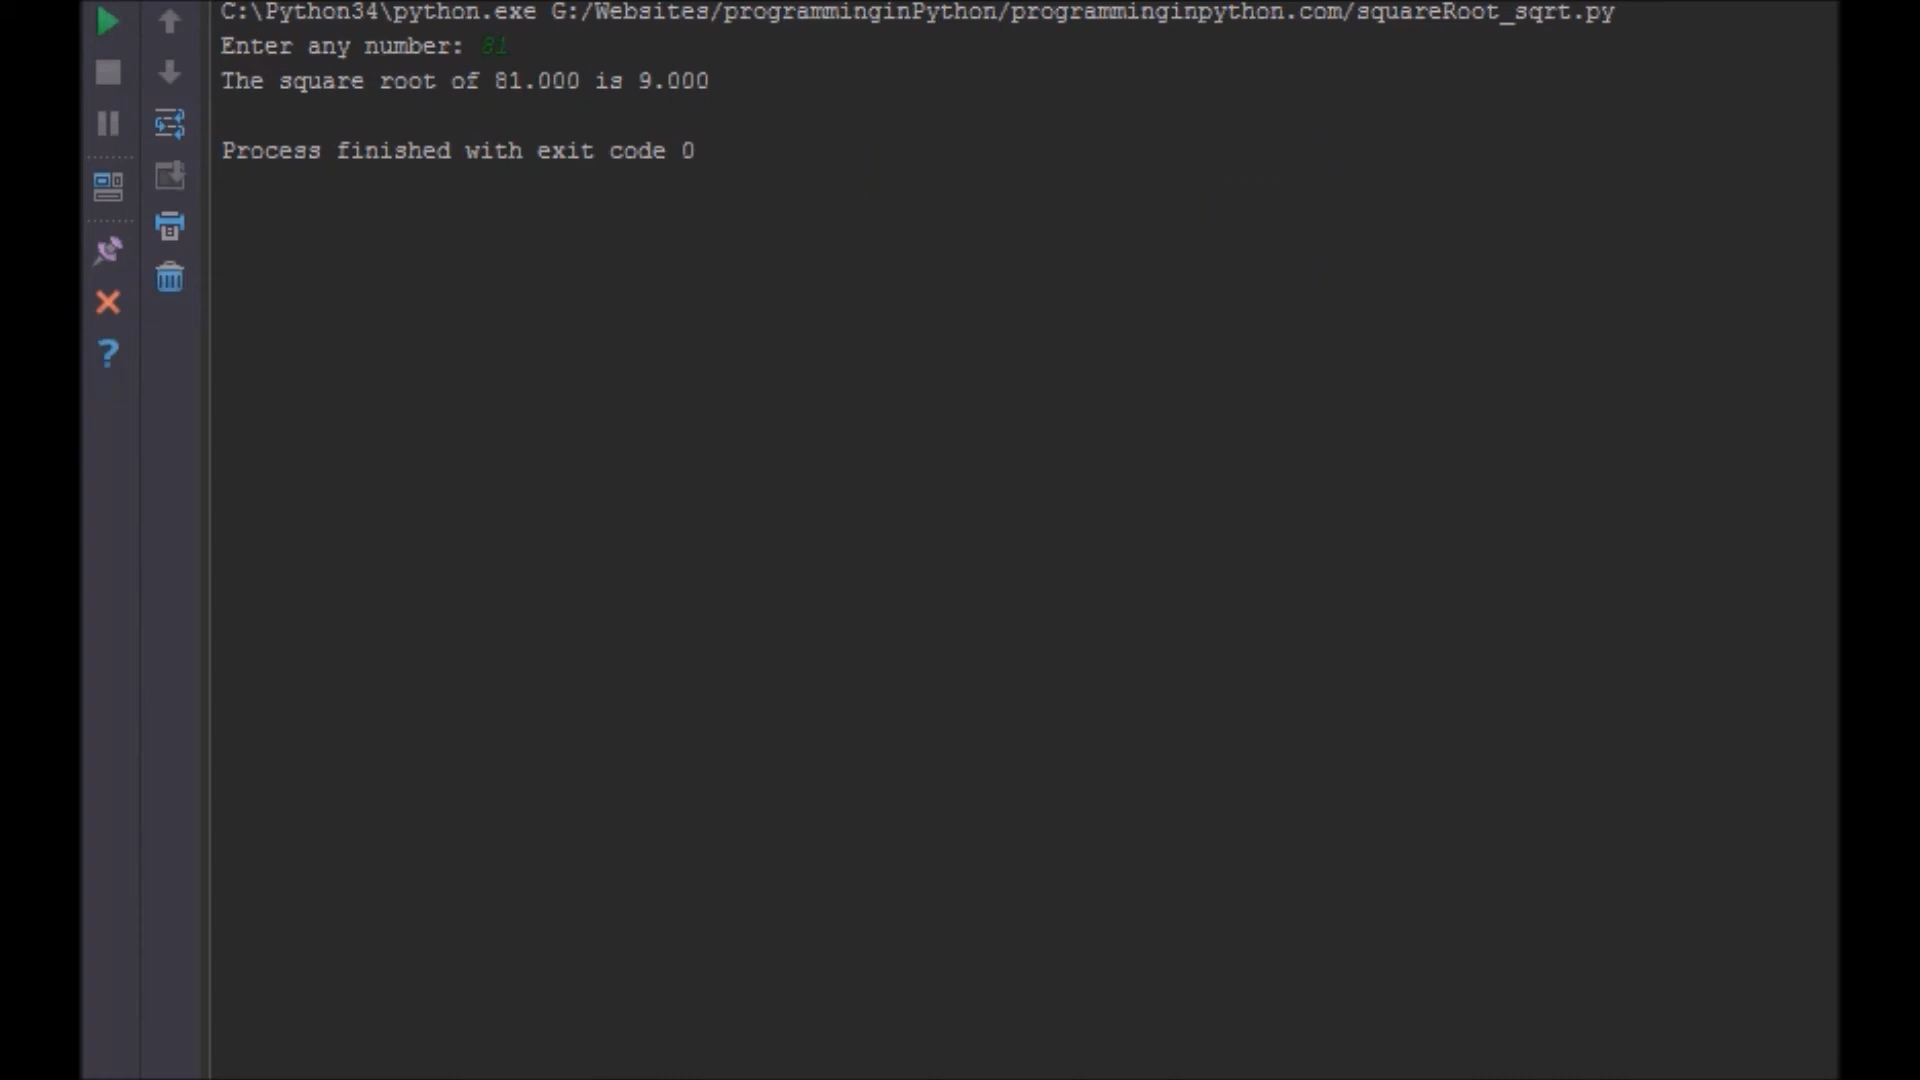 C:\Python34\python.exe G:/Websites/programminginPython/programminginpython.com/squareRoot_sqrt.py
Enter any number: 81
The square root of 81.000 is 9.000
Process finished with exit code 0